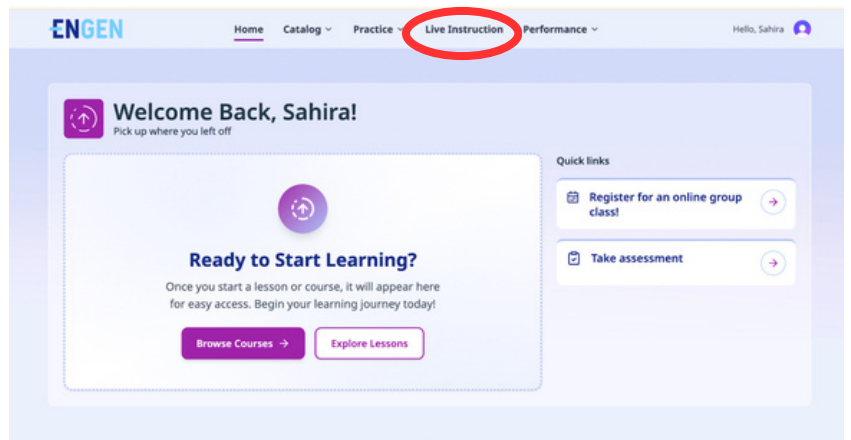 ENGEN
Home Catalog Practice Live Instruction Performance
Hello, Sahira
Welcome Back, Sahira!
Pick up where you left off
Ready to Start Learning?
Once you start a lesson or course, it will appear here
for easy access. Begin your learning journey today!
Browse Courses →
Explore Lessons
Quick links
Register for an online group
class!
Take assessment